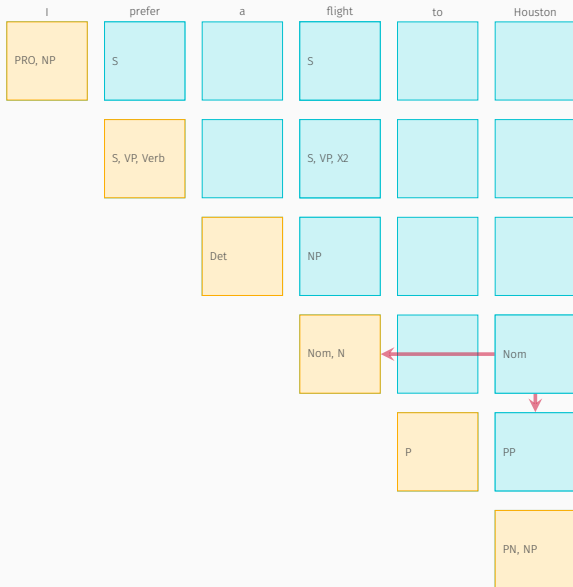 I prefer a flight to Houston
PRO, NP S S
S, VP, Verb S, VP, X2
Det NP
Nom, N Nom
P PP
PN, NP